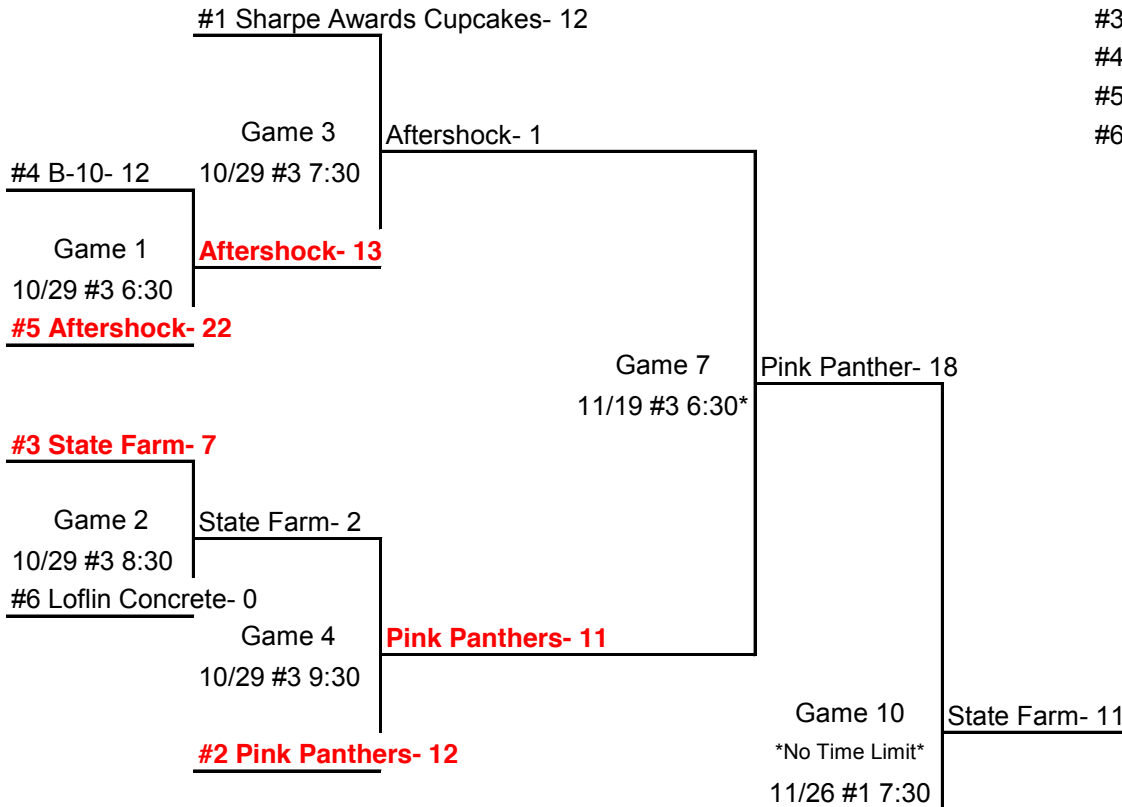 #1 Sharpe Awards Cupcakes- 12
#3
#4
#5
#6
Game 3
Aftershock- 1
10/29 #3 7:30
#4 B-10- 12
Game 1
Aftershock- 13
10/29 #3 6:30
#5 Aftershock- 22
Game 7
Pink Panther- 18
11/19 #3 6:30*
#3 State Farm- 7
Game 2
State Farm- 2
10/29 #3 8:30
#6 Loflin Concrete- 0
Game 4
Pink Panthers- 11
10/29 #3 9:30
Game 10
State Farm- 11
#2 Pink Panthers- 12
*No Time Limit*
11/26 #1 7:30